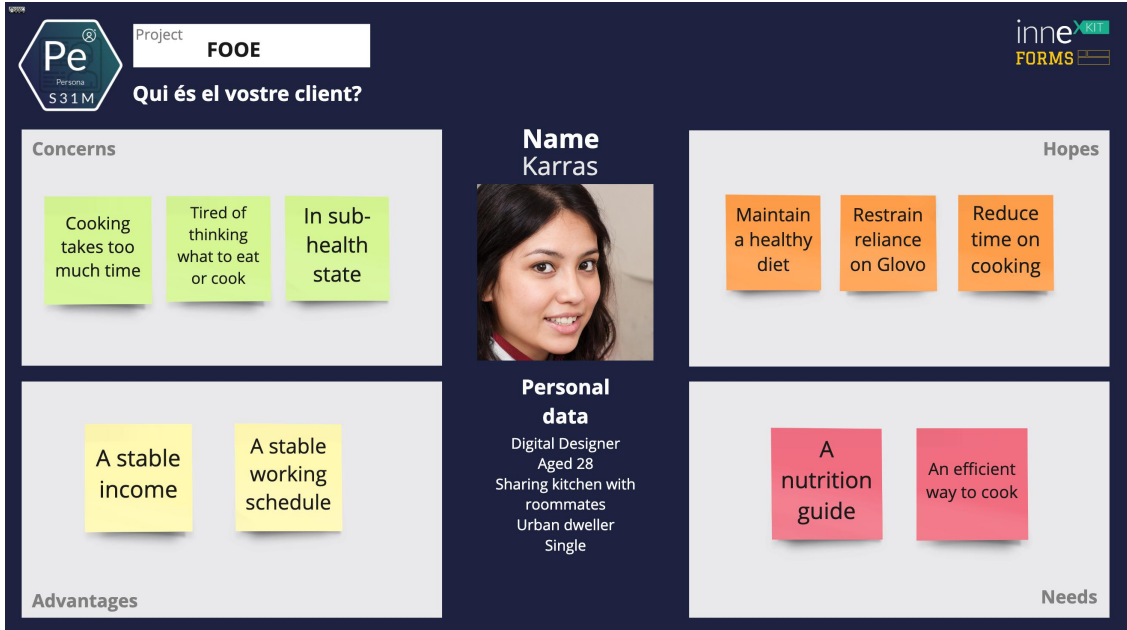 Pe
Persona
S31M
Project
FOOE
Qui és el vostre client?
inneXKIT
FORMS
Concerns
Cooking
takes too
much time
Tired of
thinking
what to eat
or cook
In sub-
health
state
Name
Karras
Hopes
Maintain
a healthy
diet
Restrain
reliance
on Glovo
Reduce
time on
cooking
A stable
income
A stable
working
schedule
Advantages
Personal
data
Digital Designer
Aged 28
Sharing kitchen with
roommates
Urban dweller
Single
A
nutrition
guide
An efficient
way to cook
Needs